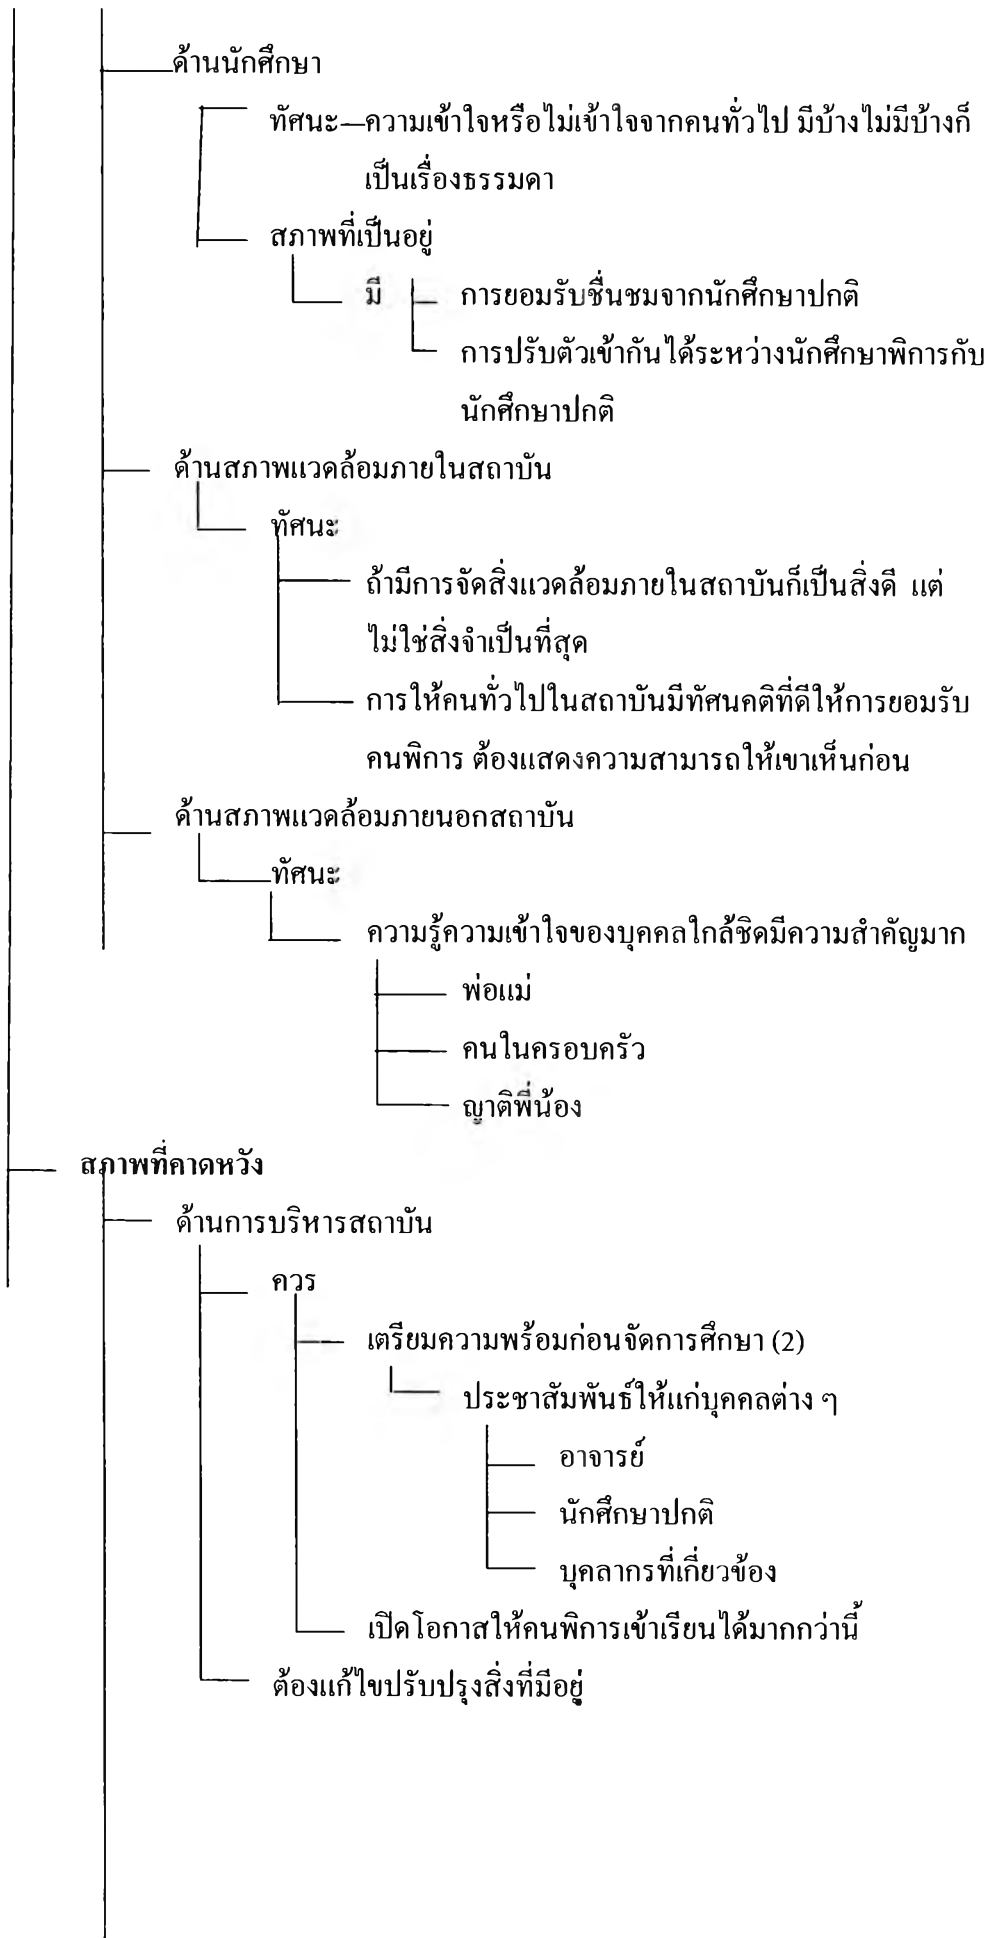 ด้านนักศึกษา
ทัศนะ—ความเข้าใจหรือไม่เข้าใจจากคนทั่วไป มีบ้างไม่มีบ้างก็
เป็นเรื่องธรรมดา
สภาพที่เป็นอยู่
มี การยอมรับชื่นชมจากนักศึกษาปกติ
การปรับตัวเข้ากันได้ระหว่างนักศึกษาพิการกับ
นักศึกษาปกติ
ด้านสภาพแวดล้อมภายในสถาบัน
ทัศนะ
ถ้ามีการจัดสิ่งแวดล้อมภายในสถาบันก็เป็นสิ่งดี แต่
ไม่ใช่สิ่งจำเป็นที่สุด
การให้คนทั่วไปในสถาบันมีทัศนคติที่ดีให้การยอมรับ
คนพิการ ต้องแสดงความสามารถให้เขาเห็นก่อน
ด้านสภาพแวดล้อมภายนอกสถาบัน
ทัศนะ
ความรู้ความเข้าใจของบุคคลใกล้ชิดมีความสำคัญมาก
พ่อแม่
คนในครอบครัว
ญาติพี่น้อง
สภาพที่คาดหวัง
ด้านการบริหารสถาบัน
ควร
เตรียมความพร้อมก่อนจัดการศึกษา (2)
ประชาสัมพันธ์ให้แก่บุคคลต่าง ๆ
อาจารย์
นักศึกษาปกติ
บุคลากรที่เกี่ยวข้อง
เปิดโอกาสให้คนพิการเข้าเรียนได้มากกว่านี้
ต้องแก้ไขปรับปรุงสิ่งที่มีอยู่